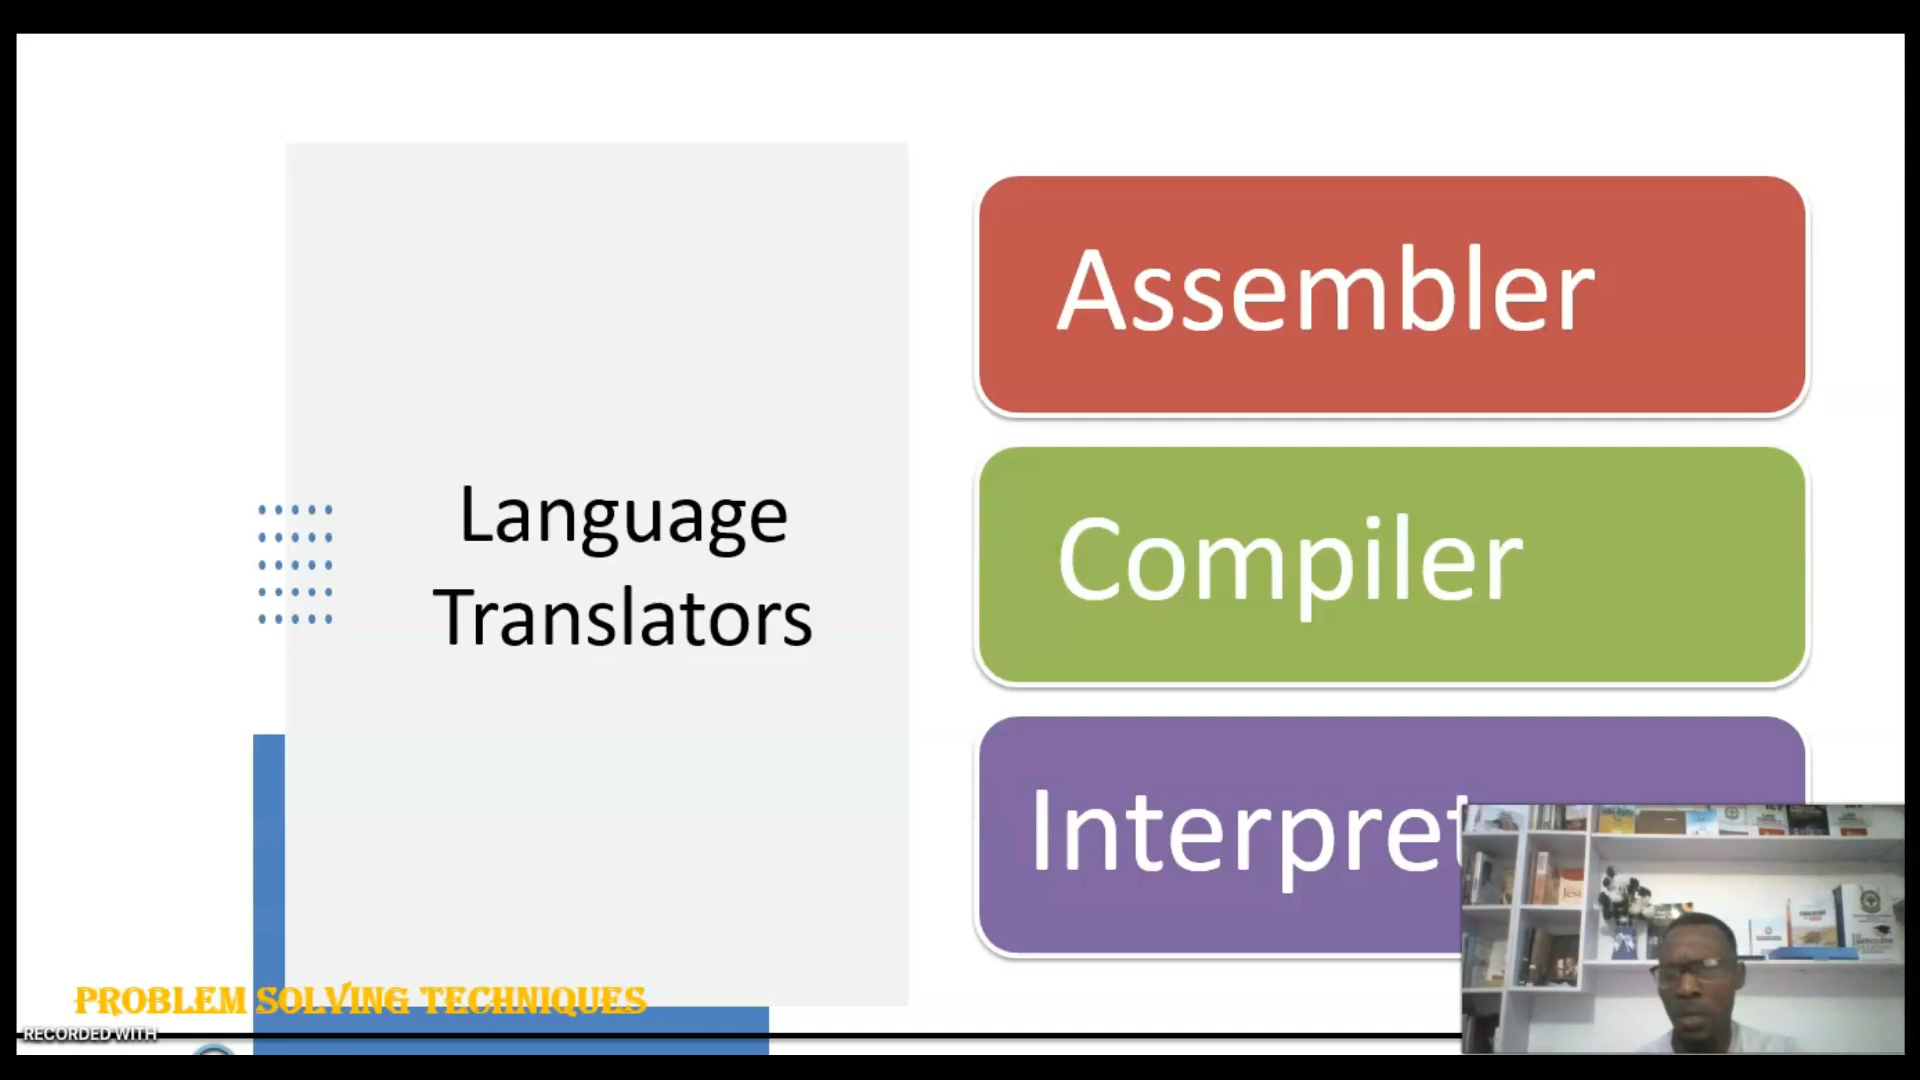 Language
Translators
Assembler
Compiler
Interpret
PROBLEM SOLVING TECHNIQUES
RECORDED WITH